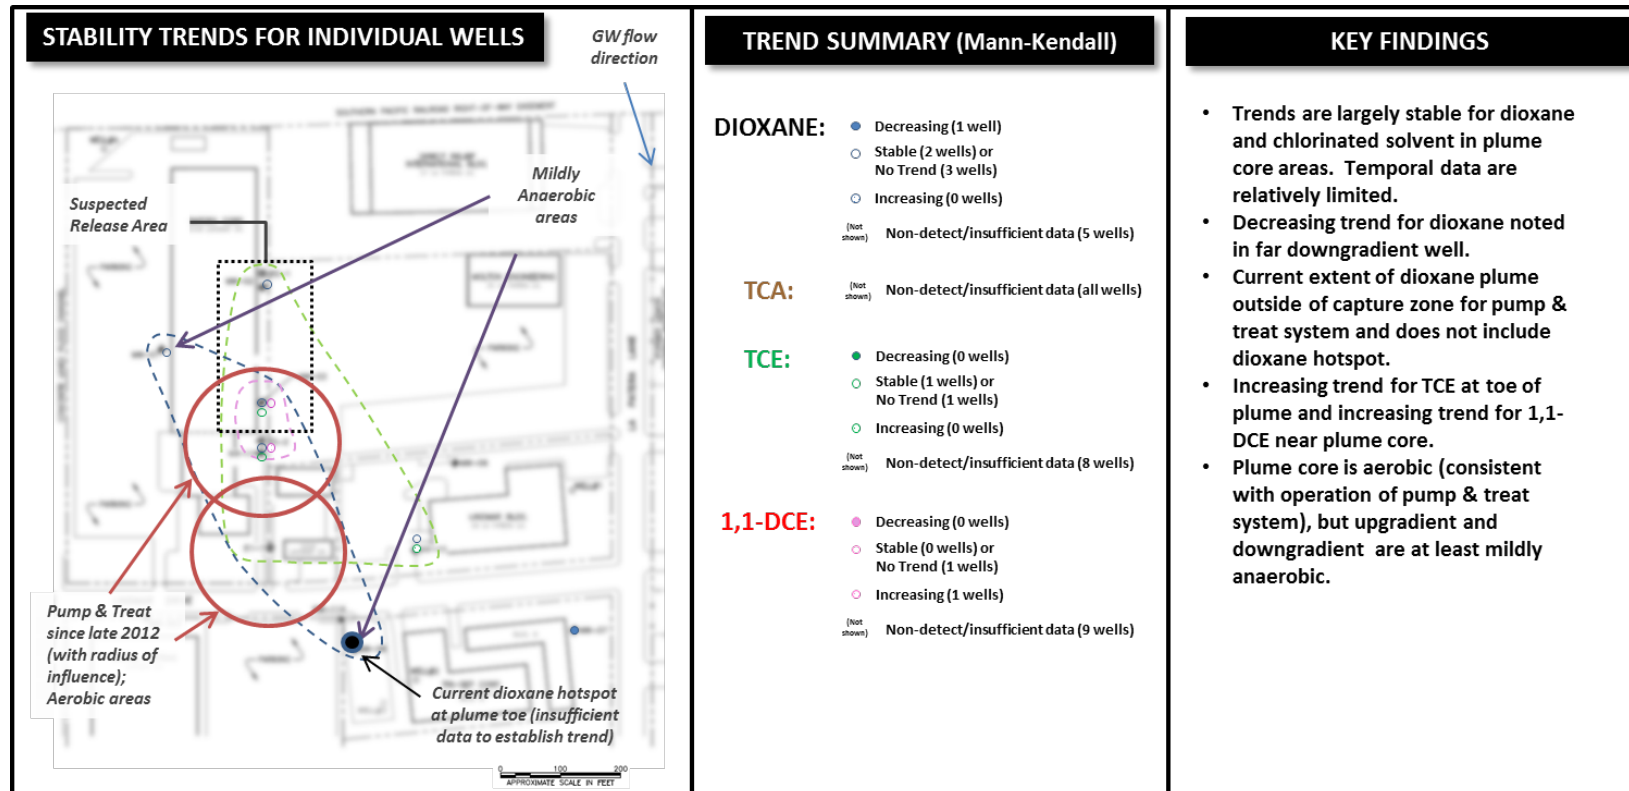 STABILITY TRENDS FOR INDIVIDUAL WELLS
GW flow
direction
Mildly
Anaerobic
areas
Suspected
Release Area
Pump & Treat
since late 2012
(with radius of
influence);
Aerobic areas
Current dioxane hotspot
at plume toe (insufficient
data to establish trend)
0 100 200
APPROXIMATE SCALE IN FEET
TREND SUMMARY (Mann-Kendall)
DIOXANE:
Decreasing (1 well)
Stable (2 wells) or
No Trend (3 wells)
Increasing (0 wells)
(Not
shown)
Non-detect/insufficient data (5 wells)
TCA:
(Not
shown)
Non-detect/insufficient data (all wells)
TCE:
Decreasing (0 wells)
Stable (1 wells) or
No Trend (1 wells)
Increasing (0 wells)
(Not
shown)
Non-detect/insufficient data (8 wells)
1,1-DCE:
Decreasing (0 wells)
Stable (0 wells) or
No Trend (1 wells)
Increasing (1 wells)
(Not
shown)
Non-detect/insufficient data (9 wells)
KEY FINDINGS
• Trends are largely stable for dioxane
and chlorinated solvent in plume
core areas. Temporal data are
relatively limited.
• Decreasing trend for dioxane noted
in far downgradient well.
• Current extent of dioxane plume
outside of capture zone for pump &
treat system and does not include
dioxane hotspot.
• Increasing trend for TCE at toe of
plume and increasing trend for 1,1-
DCE near plume core.
• Plume core is aerobic (consistent
with operation of pump & treat
system), but upgradient and
downgradient are at least mildly
anaerobic.